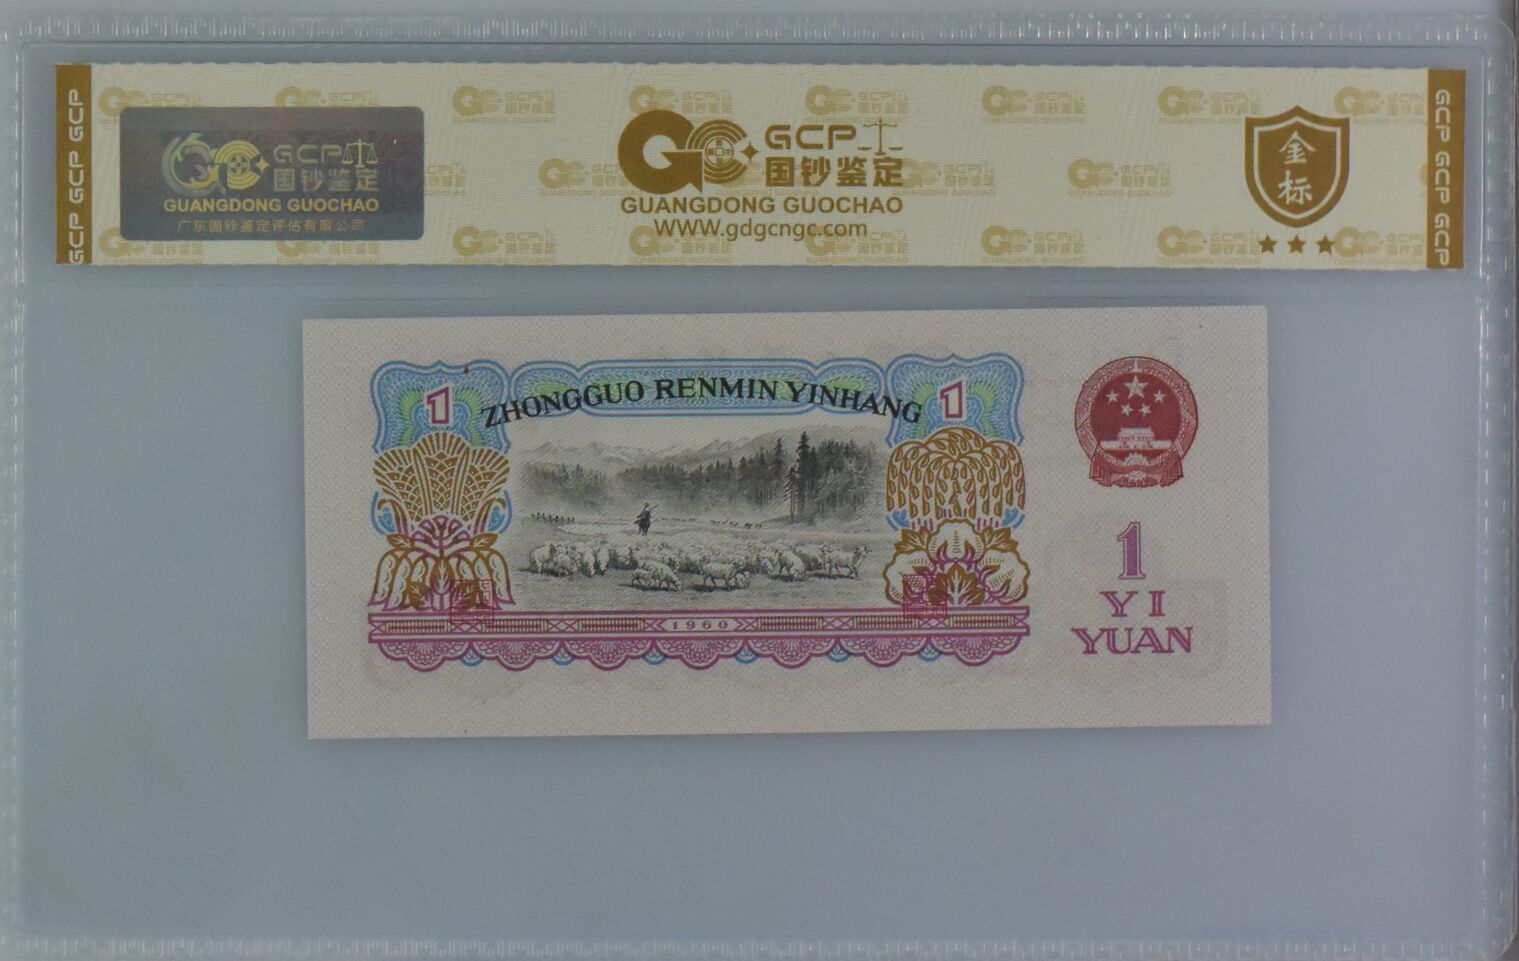 GCP GCP GCP
GCP
国钞鉴定
GUANGDONG GUOCHAO
广东国钞鉴定评估有限公司
GCP
国钞鉴定
GUANGDONG GUOCHAO
WWW.gdgcngc.com
金
标
GCP GCP GCP
1
ZHONGGUO RENMIN YINHANG
1
1960
1
YI
YUAN